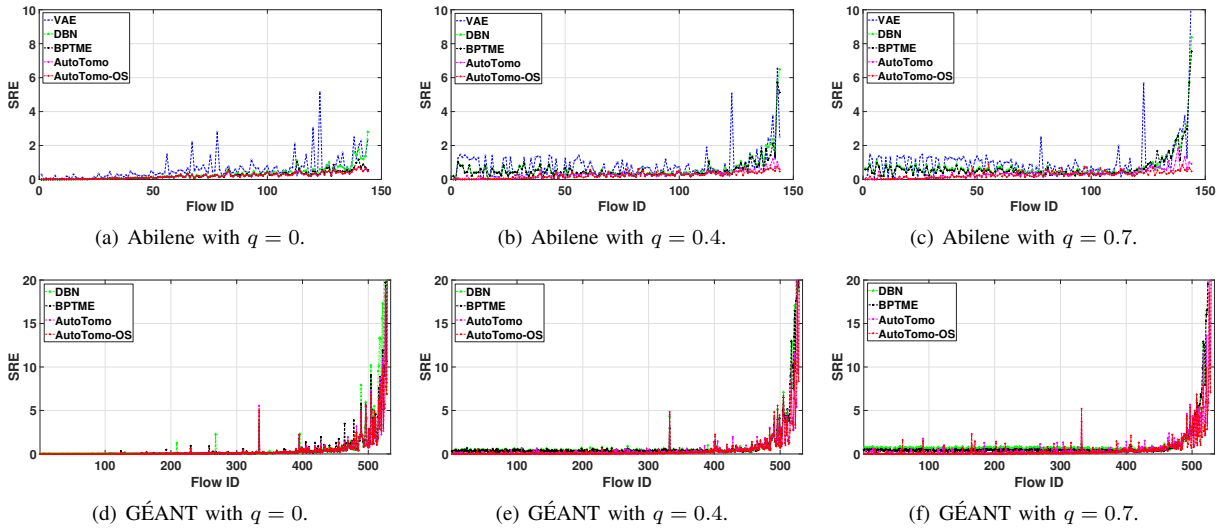 10
8
6
4
2
0
SRE
VAE
DBN
BPTME
AutoTomo
AutoTomo-OS
0 50 100 150
Flow ID
(a) Abilene with q = 0.
10
8
6
4
2
0
SRE
VAE
DBN
BPTME
AutoTomo
AutoTomo-OS
0 50 100 150
Flow ID
(b) Abilene with q = 0.4.
10
8
6
4
2
0
SRE
VAE
DBN
BPTME
AutoTomo
AutoTomo-OS
0 50 100 150
Flow ID
(c) Abilene with q = 0.7.
20
15
10
5
0
SRE
DBN
BPTME
AutoTomo
AutoTomo-OS
100 200 300 400 500
Flow ID
(d) GÉANT with q = 0.
20
15
10
5
0
SRE
DBN
BPTME
AutoTomo
AutoTomo-OS
100 200 300 400 500
Flow ID
(e) GÉANT with q = 0.4.
20
15
10
5
0
SRE
DBN
BPTME
AutoTomo
AutoTomo-OS
100 200 300 400 500
Flow ID
(f) GÉANT with q = 0.7.